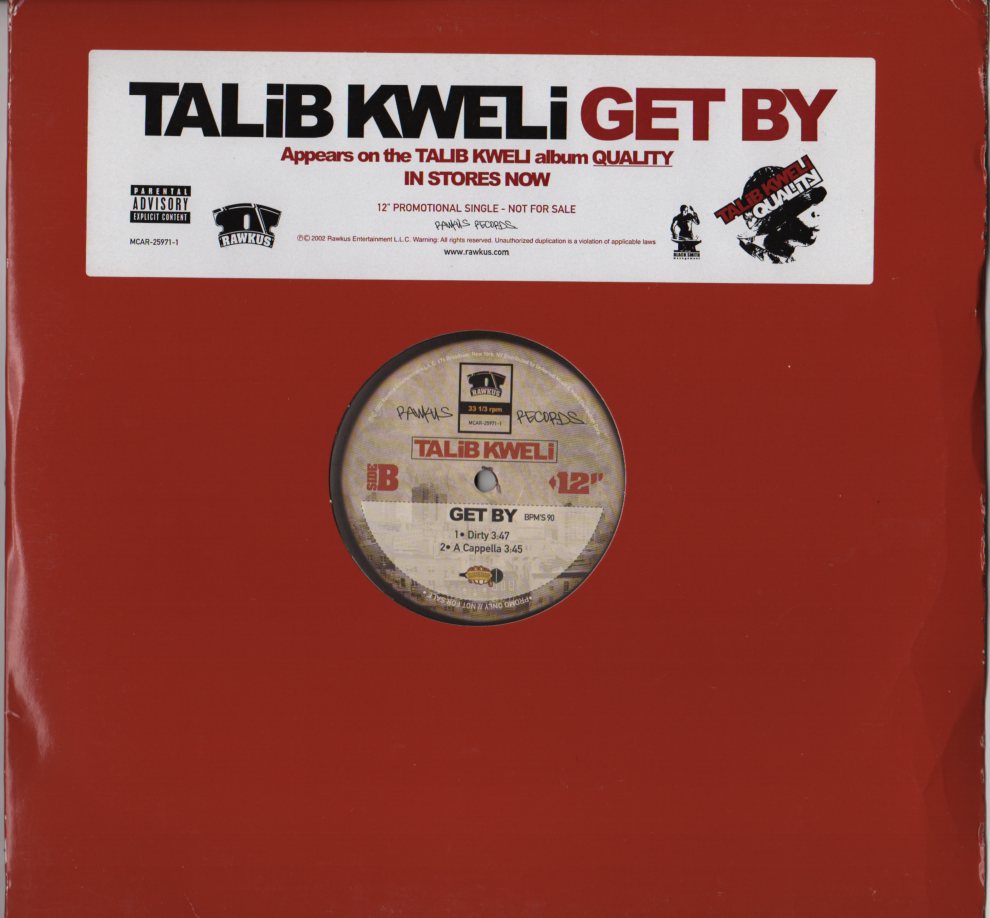 TALiB KWELi GET BY
Appears on the TALIB KWELI album QUALITY
IN STORES NOW
PARENTAL
ADVISORY
EXPLICIT CONTENT
MCAR-25971-1
RAWKUS
12" PROMOTIONAL SINGLE - NOT FOR SALE
RAWKUS RECORDS
ⓅⒸ 2002 Rawkus Entertainment L.L.C. Warning: All rights reserved. Unauthorized duplication is a violation of applicable laws
www.rawkus.com
BLACK SMITH
management
TALIB KWELI
QUALITY
RAWKUS
33 1/3 rpm
MCAR-25971-1
RAWKUS RECORDS
TALiB KWELi
SIDE B
12"
GET BY BPM'S 90
1• Dirty 3:47
2• A Cappella 3:45
•PROMO ONLY // NOT FOR SALE•